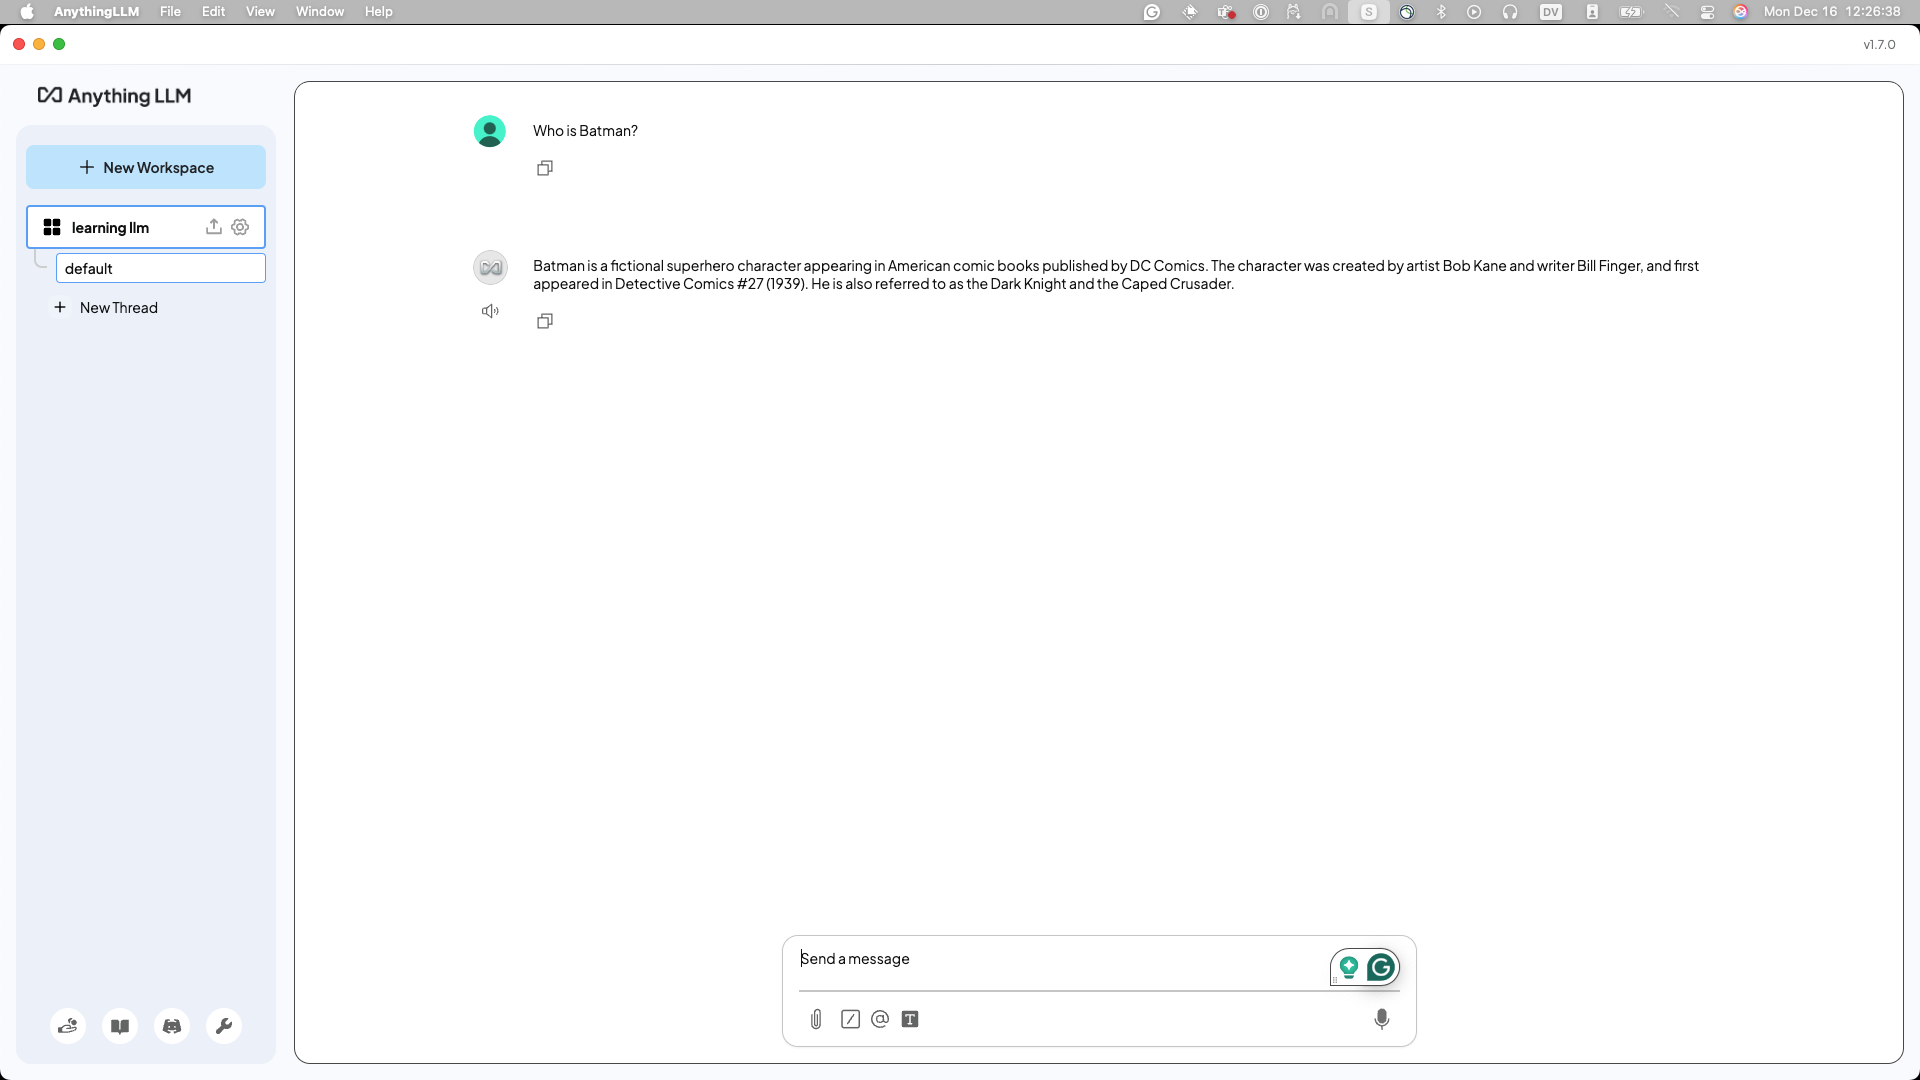 AnythingLLM File Edit View Window Help DV Mon Dec 16 12:26:38
v1.7.0
Anything LLM
New Workspace
learning llm
default
New Thread
Who is Batman?
Batman is a fictional superhero character appearing in American comic books published by DC Comics. The character was created by artist Bob Kane and writer Bill Finger, and first
appeared in Detective Comics #27 (1939). He is also referred to as the Dark Knight and the Caped Crusader.
Send a message